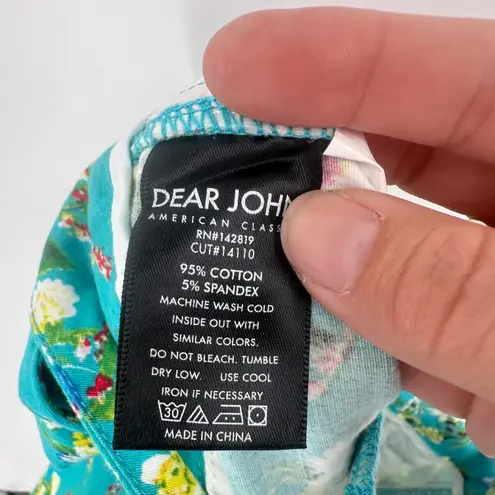 DEAR JOHN
AMERICAN CLASS
RN#142819
CUT#14110
95% COTTON
5% SPANDEX
MACHINE WASH COLD
INSIDE OUT WITH
SIMILAR COLORS.
DO NOT BLEACH. TUMBLE
DRY LOW. USE COOL
IRON IF NECESSARY
30
MADE IN CHINA